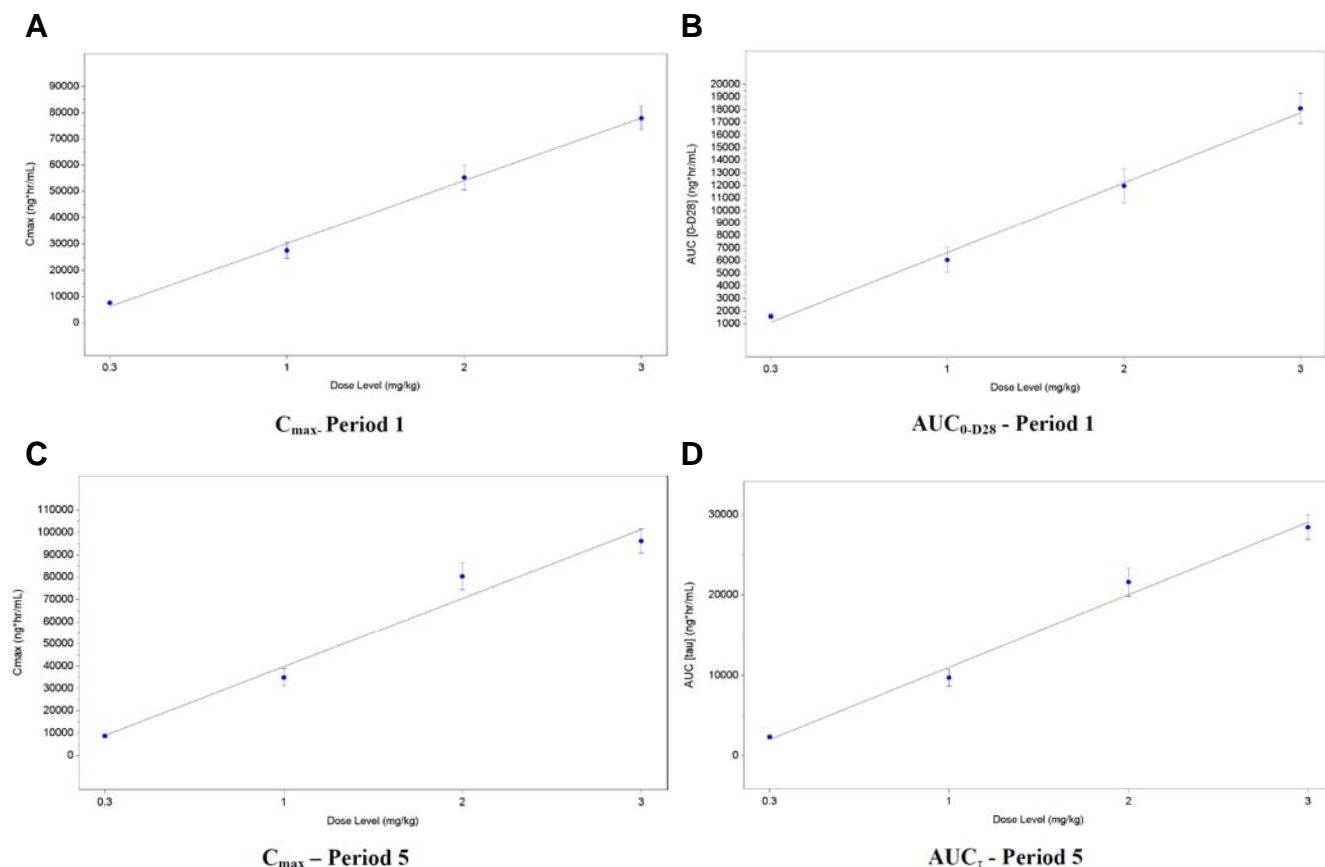 A
Cmax (ng*hr/mL)
90000
80000
70000
60000
50000
40000
30000
20000
10000
0
0.3 1 2 3
Dose Level (mg/kg)
Cmax- Period 1
B
AUC [0-D28] (ng*hr/mL)
20000
19000
18000
17000
16000
15000
14000
13000
12000
11000
10000
9000
8000
7000
6000
5000
4000
3000
2000
1000
0.3 1 2 3
Dose Level (mg/kg)
AUC0-D28 - Period 1
C
Cmax (ng*hr/mL)
110000
100000
90000
80000
70000
60000
50000
40000
30000
20000
10000
0
0.3 1 2 3
Dose Level (mg/kg)
Cmax – Period 5
D
AUC [tau] (ng*hr/mL)
30000
20000
10000
0
0.3 1 2 3
Dose Level (mg/kg)
AUCτ - Period 5